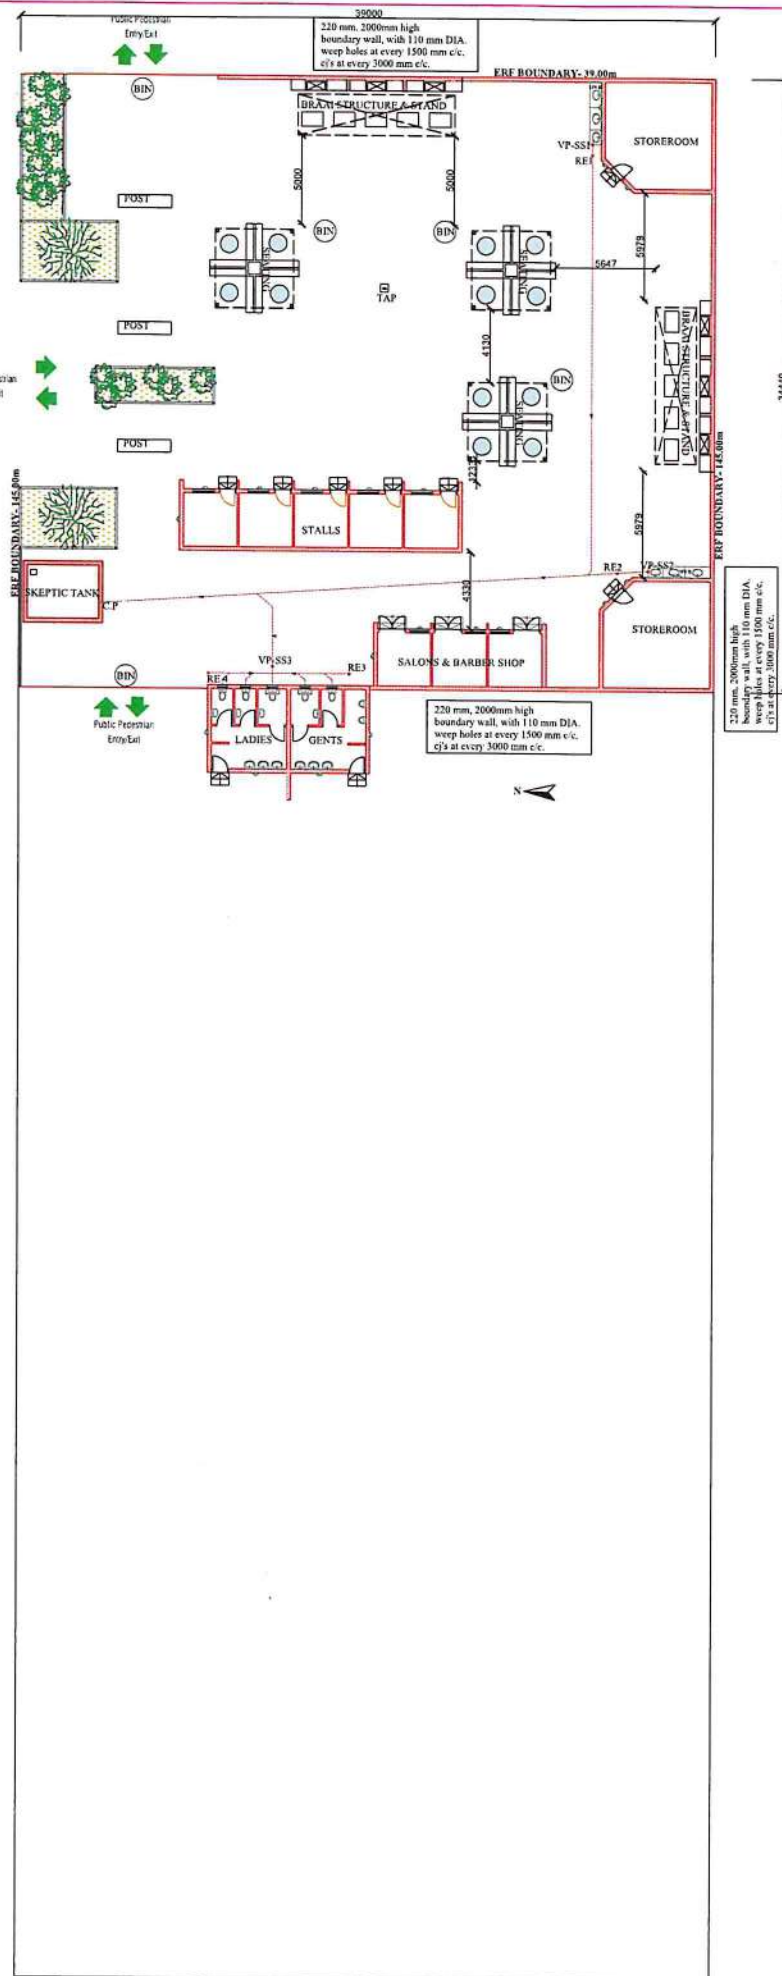 39000
Public Pedestrian
Entry/Exit
220 mm, 2000mm high
boundary wall, with 110 mm DIA.
weep holes at every 1500 mm c/c.
cj's at every 3000 mm c/c.
ERF BOUNDARY- 39.00m
BIN
BRAAI STRUCTURE & STAND
VP-SS1
RE1
STOREROOM
5000
5000
POST
BIN
BIN
SEATING
SEATING
5979
5647
TAP
POST
4130
BRAAI STRUCTURE & STAND
BIN
SEATING
POST
ERF BOUNDARY- 145.00m
ERF BOUNDARY- 145.00m
STALLS
5979
4330
RE2
VP-SS2
SKEPTIC TANK
C.P
STOREROOM
SALONS & BARBER SHOP
VP-SS3
RE3
RE4
BIN
Public Pedestrian
Entry/Exit
LADIES
GENTS
220 mm, 2000mm high
boundary wall, with 110 mm DIA.
weep holes at every 1500 mm c/c.
cj's at every 3000 mm c/c.
220 mm, 2000mm high
boundary wall, with 110 mm DIA.
weep holes at every 1500 mm c/c.
cj's at every 3000 mm c/c.
N